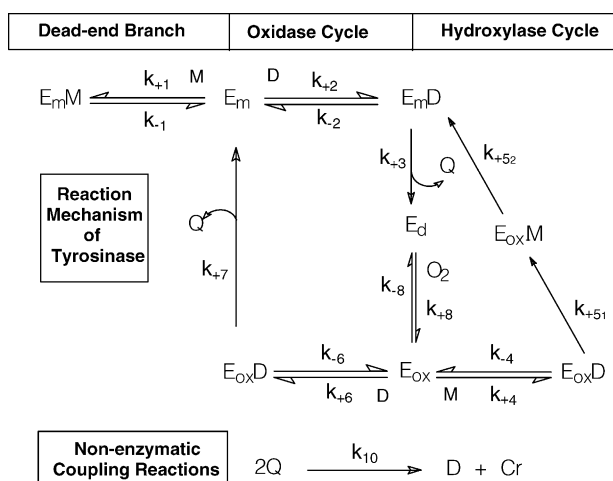 Dead-end Branch Oxidase Cycle Hydroxylase Cycle
k+1 M D k+2
EmM Em EmD
k-1 k-2
k+3 Q k+52
Reaction
Mechanism
of
Tyrosinase
Q Ed EoxM
k+7 k-8 O2
k+8 k+51
k-6 k-4
EoxD Eox EoxD
k+6 D M k+4
Non-enzymatic
Coupling Reactions
k10
2Q D + Cr